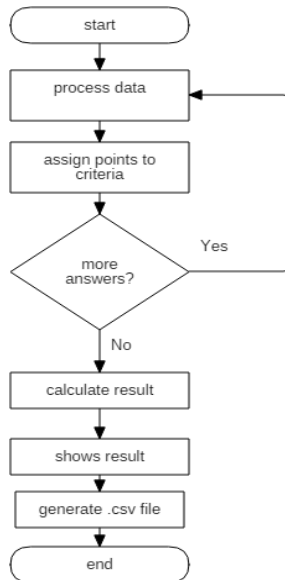 start
process data
assign points to
criteria
more
answers?
Yes
No
calculate result
shows result
generate .csv file
end